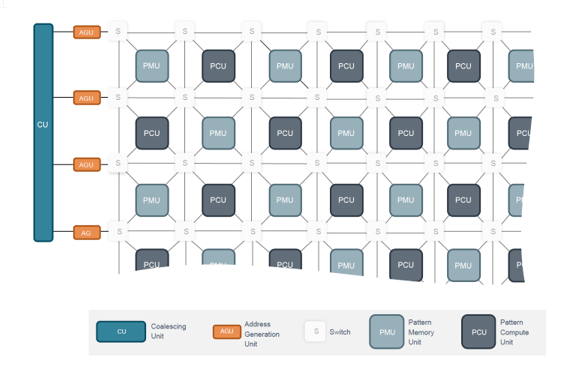 AGU S S S S S S S
PMU PCU PMU PCU PMU PCU PMU
AGU S S S S S S S
CU
PCU PMU PCU PMU PCU PMU PCU
AGU S S S S S S S
PMU PCU PMU PCU PMU PCU
AG S S S S S S S
PCU PMU PCU PMU PCU PMU
CU
Coalescing
Unit
AGU
Address
Generation
Unit
S
Switch
PMU
Pattern
Memory
Unit
PCU
Pattern
Compute
Unit